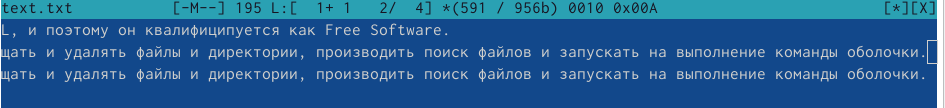 text.txt [-M--] 195 L:[ 1+ 1 2/ 4] *(591 / 956b) 0010 0x00A [*][X]
L, и поэтому он квалифиципуется как Free Software.
щать и удалять файлы и директории, производить поиск файлов и запускать на выполнение команды оболочки.
щать и удалять файлы и директории, производить поиск файлов и запускать на выполнение команды оболочки.